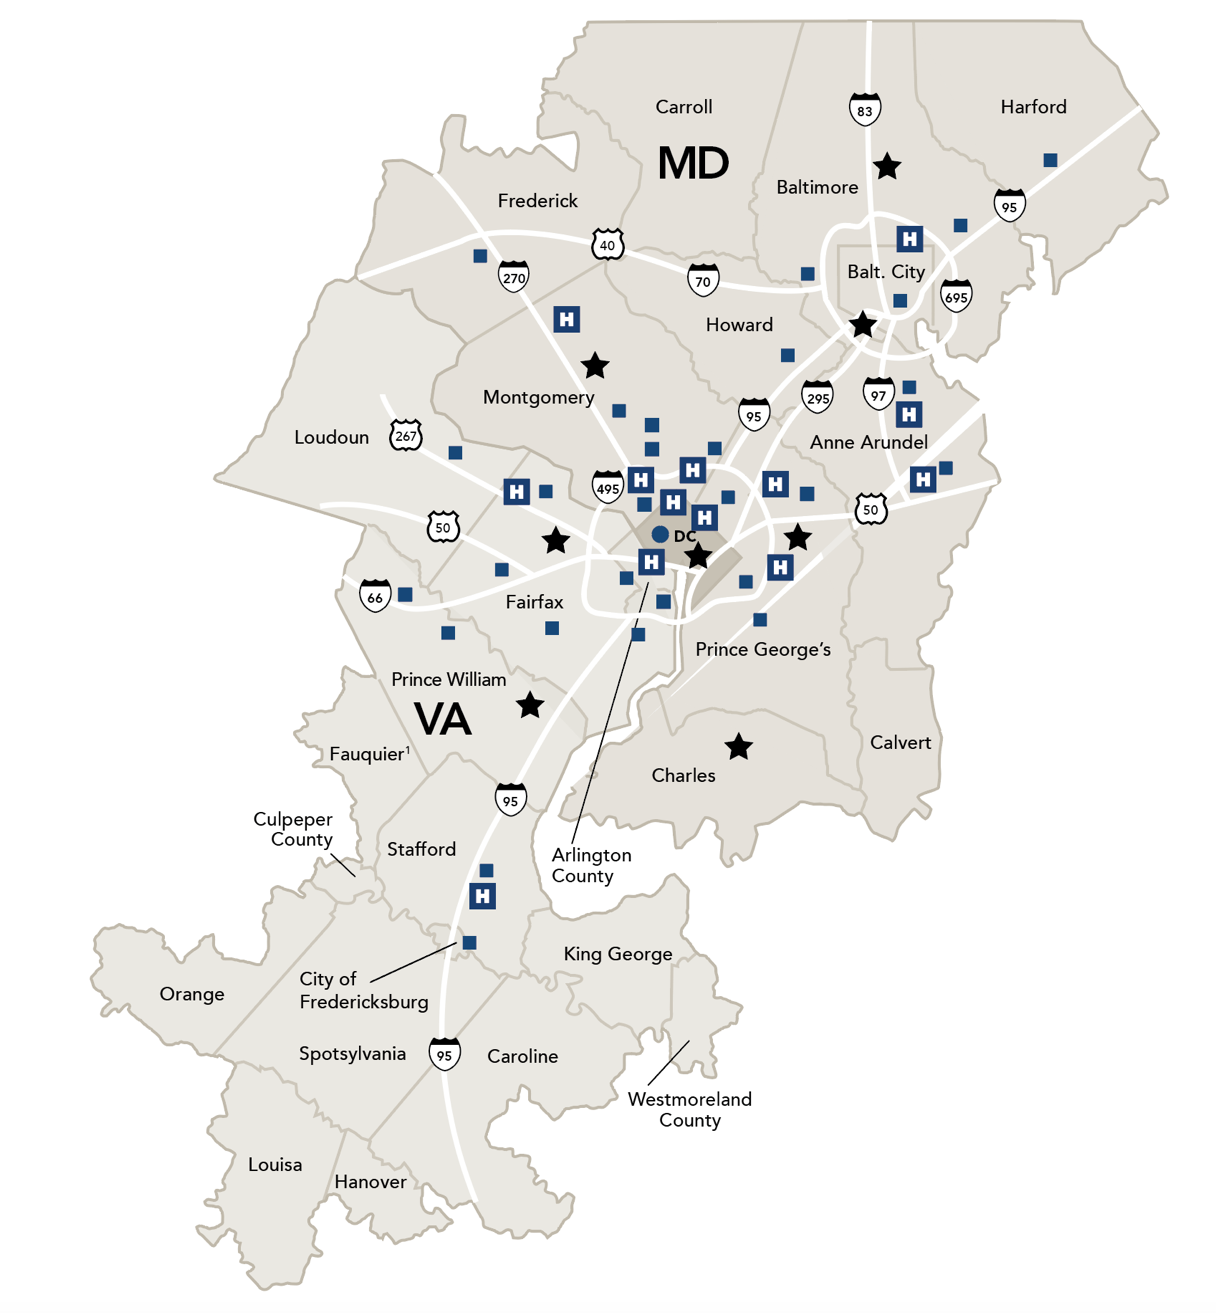 83
Carroll
Harford
MD
Baltimore
Frederick
95
H
40
Balt. City
270
70
695
H
Howard
Montgomery
295
97
95
H
Loudoun
267
Anne Arundel
H
H
H
495
H
H
H
H
50
H
50
DC
H
H
66
Fairfax
Prince George’s
Prince William
VA
Calvert
Fauquier1
Charles
95
Culpeper
County
Stafford
Arlington
County
H
King George
City of
Fredericksburg
Orange
Spotsylvania
95
Caroline
Westmoreland
County
Louisa
Hanover